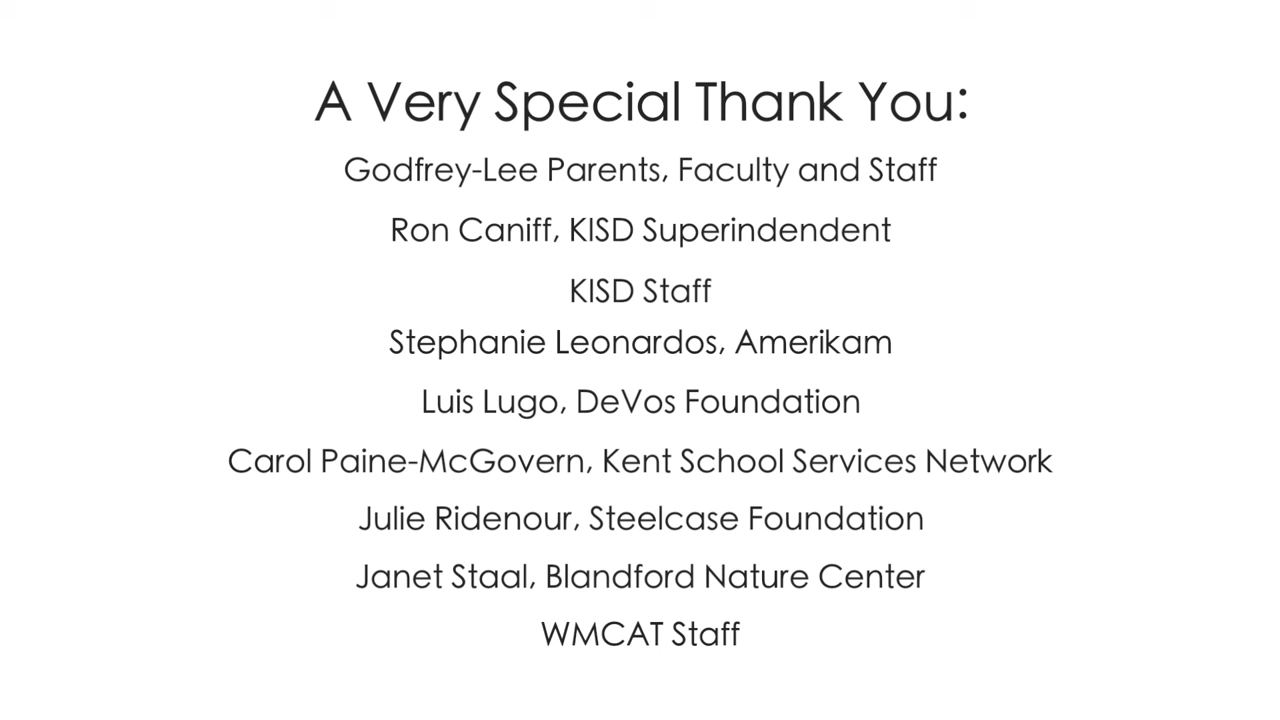 A Very Special Thank You:
Godfrey-Lee Parents, Faculty and Staff
Ron Caniff, KISD Superindendent
KISD Staff
Stephanie Leonardos, Amerikam
Luis Lugo, DeVos Foundation
Carol Paine-McGovern, Kent School Services Network
Julie Ridenour, Steelcase Foundation
Janet Staal, Blandford Nature Center
WMCAT Staff